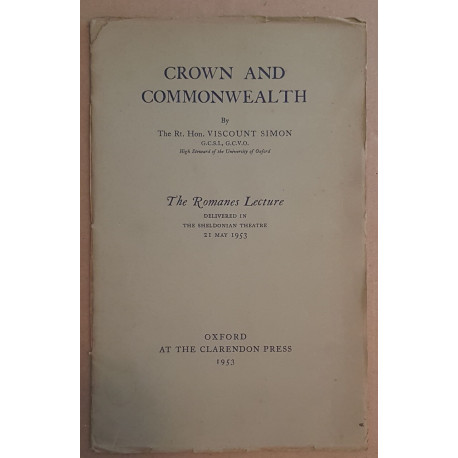 CROWN AND
COMMONWEALTH
By
The Rt. Hon. VISCOUNT SIMON
G.C.S.I., G.C.V.O.
High Steward of the University of Oxford
The Romanes Lecture
DELIVERED IN
THE SHELDONIAN THEATRE
21 MAY 1953
OXFORD
AT THE CLARENDON PRESS
1953